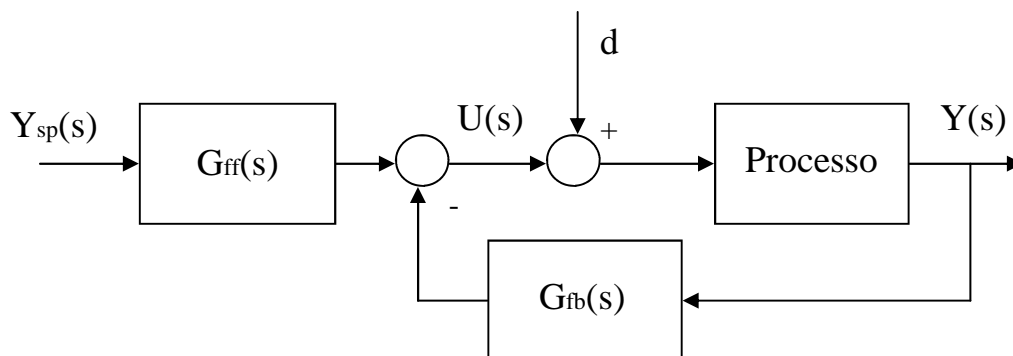 d
Ysp(s)
Gff(s)
U(s)
+
Processo
Y(s)
-
Gfb(s)